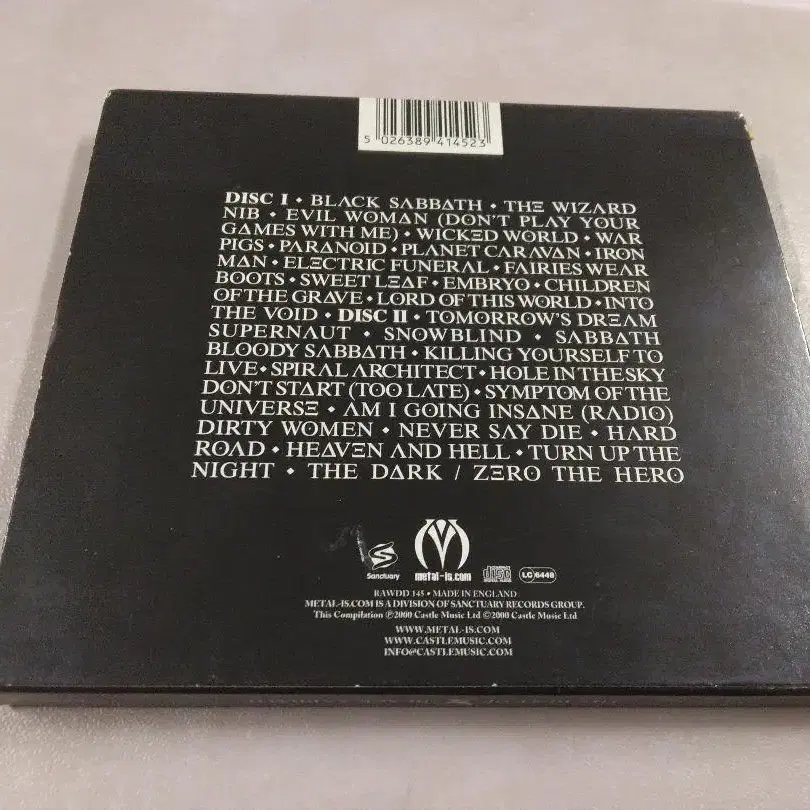 5 026389 414523
DISC I • BLACK SABBATH • THE WIZARD
NIB • EVIL WOMAN (DON'T PLAY YOUR
GAMES WITH ME) • WICKED WORLD • WAR
PIGS • PARANOID • PLANET CARAVAN • IRON
MAN • ELECTRIC FUNERAL • FAIRIES WEAR
BOOTS • SWEET LEAF • EMBRYO • CHILDREN
OF THE GRAVE • LORD OF THIS WORLD • INTO
THE VOID • DISC II • TOMORROW'S DREAM
SUPERNAUT • SNOWBLIND • SABBATH
BLOODY SABBATH • KILLING YOURSELF TO
LIVE • SPIRAL ARCHITECT • HOLE IN THE SKY
DON'T START (TOO LATE) • SYMPTOM OF THE
UNIVERSE • AM I GOING INSANE (RADIO)
DIRTY WOMEN • NEVER SAY DIE • HARD
ROAD • HEAVEN AND HELL • TURN UP THE
NIGHT • THE DARK / ZERO THE HERO
Sanctuary metal-is.com disc LC 6448
RAWDD 145 • MADE IN ENGLAND
METAL-IS.COM IS A DIVISION OF SANCTUARY RECORDS GROUP.
This Compilation ℗2000 Castle Music Ltd ©2000 Castle Music Ltd
WWW.METAL-IS.COM
WWW.CASTLEMUSIC.COM
INFO@CASTLEMUSIC.COM